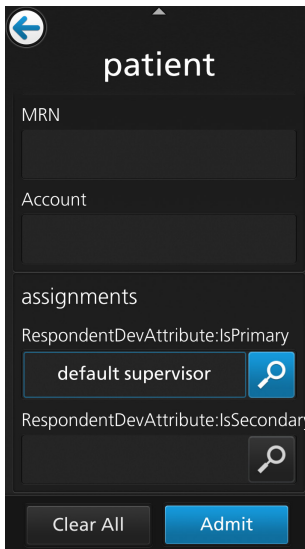 patient
MRN
Account
assignments
RespondentDevAttribute:IsPrimary
default supervisor
RespondentDevAttribute:IsSecondary
Clear All
Admit